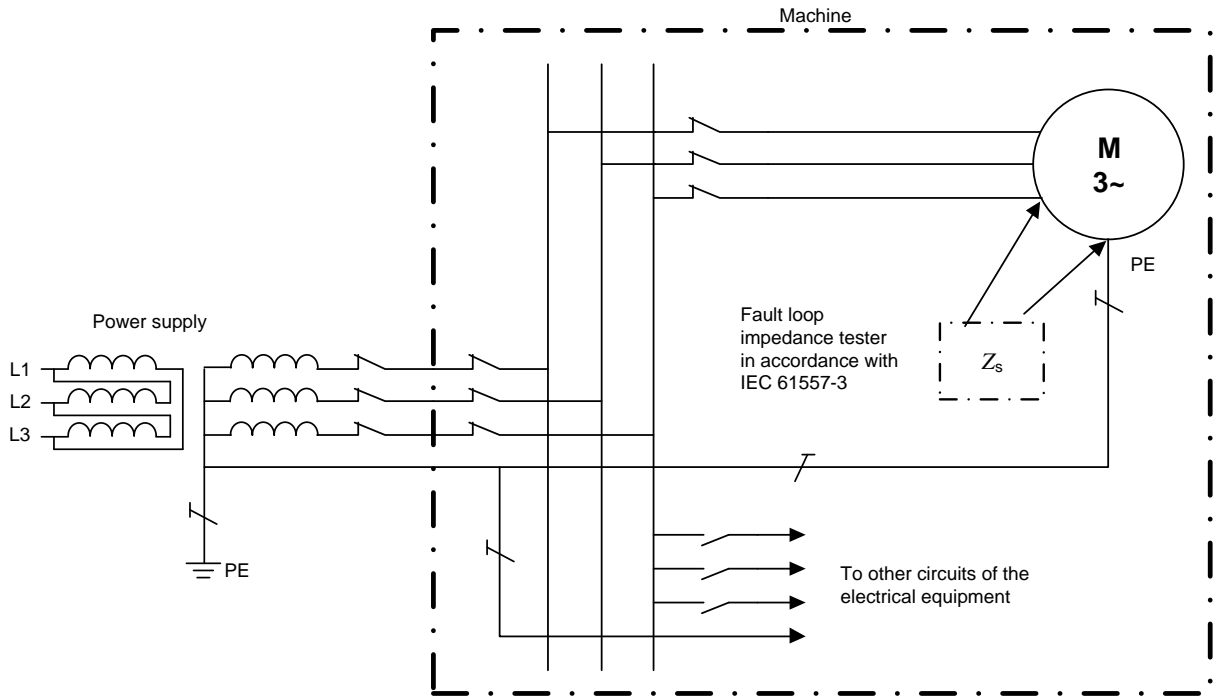 Machine
M
3~
PE
Fault loop
impedance tester
in accordance with
IEC 61557-3
Zs
Power supply
L1
L2
L3
PE
To other circuits of the
electrical equipment